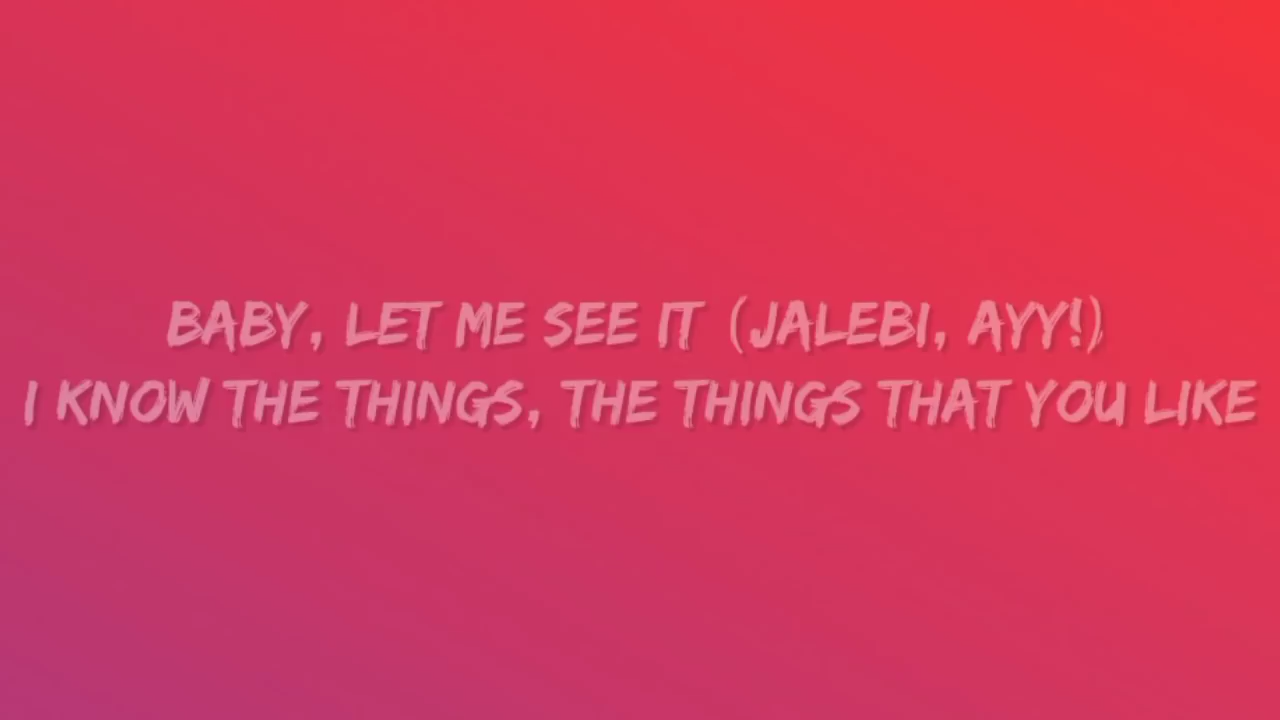 BABY, LET ME SEE IT (JALEBI, AYY!)
I KNOW THE THINGS, THE THINGS THAT YOU LIKE